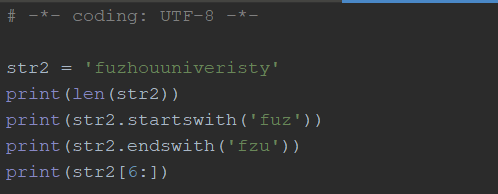 # -*- coding: UTF-8 -*-
str2 = 'fuzhouuniveristy'
print(len(str2))
print(str2.startswith('fuz'))
print(str2.endswith('fzu'))
print(str2[6:])